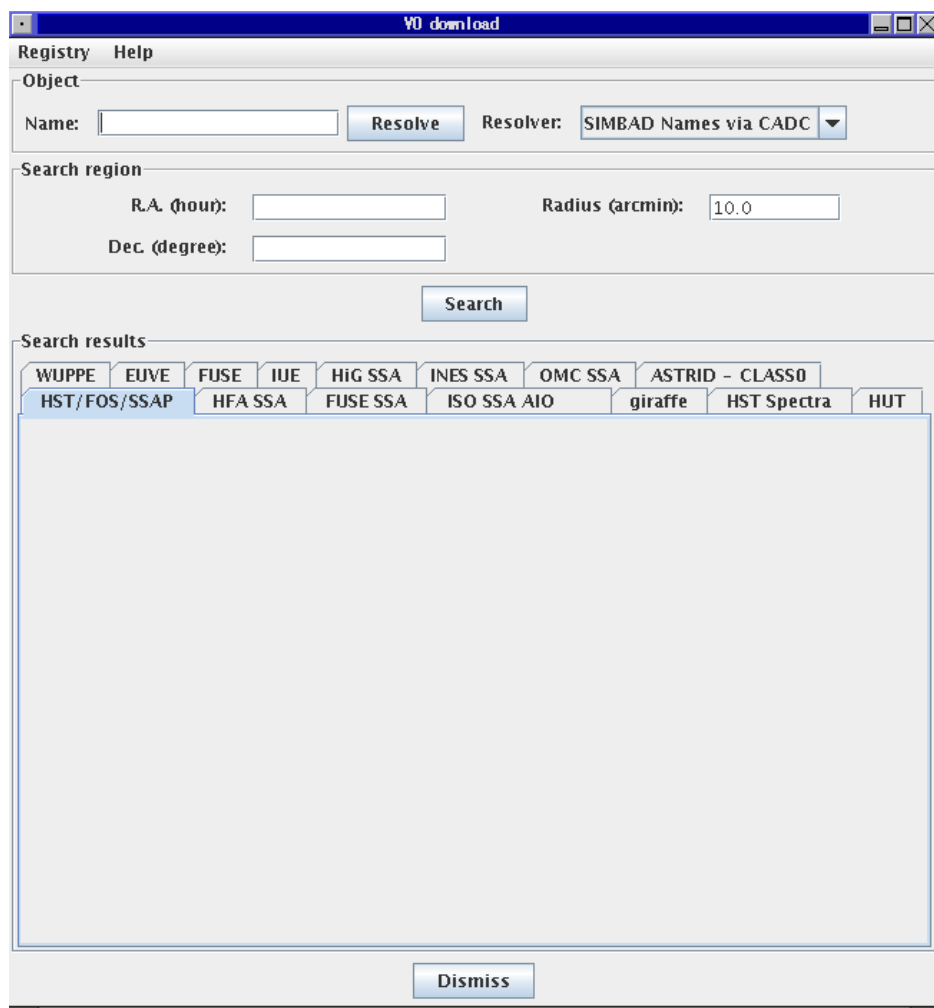 VO download
Registry Help
Object
Name: Resolve Resolver: SIMBAD Names via CADC
Search region
R.A. (hour): Radius (arcmin): 10.0
Dec. (degree):
Search
Search results
WUPPE EUVE FUSE IUE HiG SSA INES SSA OMC SSA ASTRID - CLASS0
HST/FOS/SSAP HFA SSA FUSE SSA ISO SSA AIO giraffe HST Spectra HUT
Dismiss